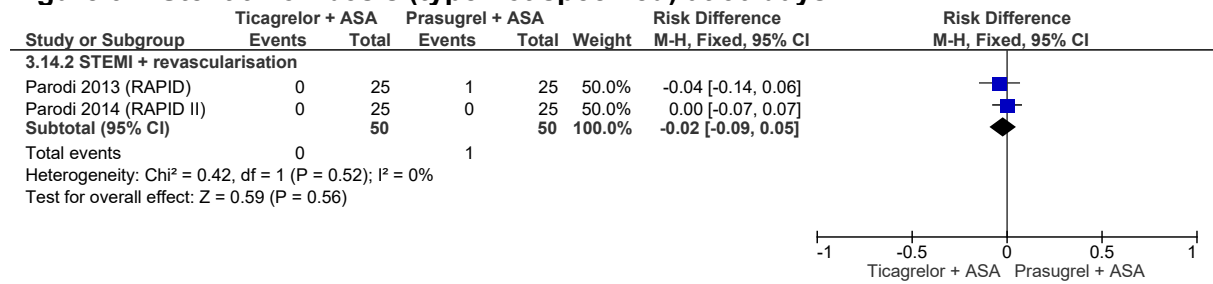 Ticagrelor + ASA Prasugrel + ASA Risk Difference Risk Difference
Study or Subgroup Events Total Events Total Weight M-H, Fixed, 95% CI M-H, Fixed, 95% CI
3.14.2 STEMI + revascularisation
Parodi 2013 (RAPID) 0 25 1 25 50.0% -0.04 [-0.14, 0.06]
Parodi 2014 (RAPID II) 0 25 0 25 50.0% 0.00 [-0.07, 0.07]
Subtotal (95% CI) 50 50 100.0% -0.02 [-0.09, 0.05]
Total events 0 1
Heterogeneity: Chi² = 0.42, df = 1 (P = 0.52); I² = 0%
Test for overall effect: Z = 0.59 (P = 0.56)
-1 -0.5 0 0.5 1
Ticagrelor + ASA Prasugrel + ASA